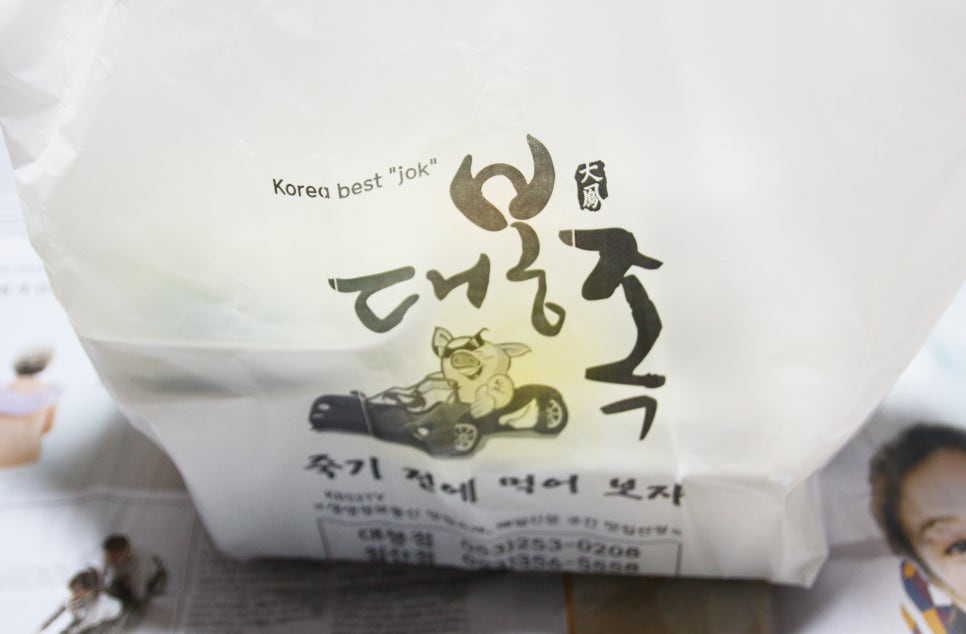 Korea best "jok"
大鳳
대봉족
죽기 전에 먹어 보자
KBS2TV
대봉점 053)253-0208